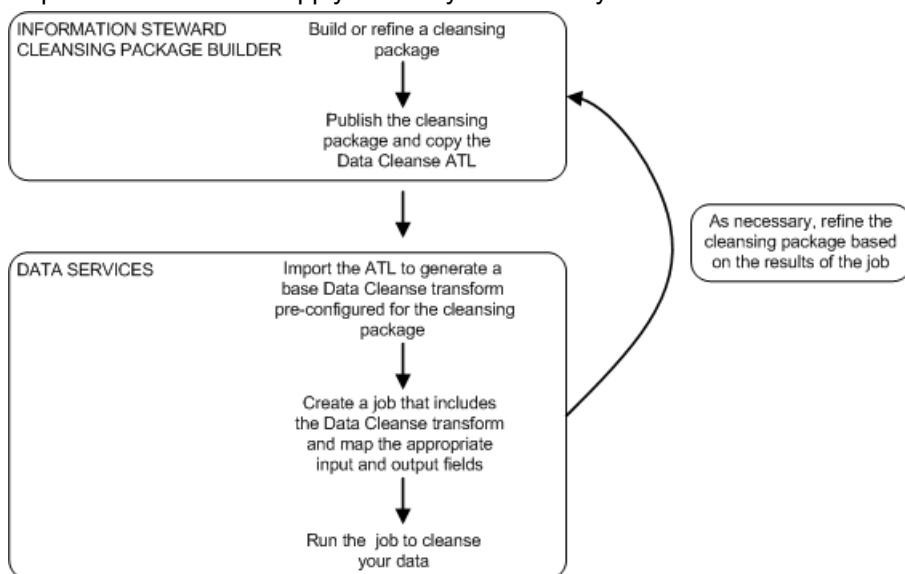 INFORMATION STEWARD
CLEANSING PACKAGE BUILDER
Build or refine a cleansing
package
Publish the cleansing
package and copy the
Data Cleanse ATL
As necessary, refine the
cleansing package based
on the results of the job
DATA SERVICES
Import the ATL to generate a
base Data Cleanse transform
pre-configured for the cleansing
package
Create a job that includes
the Data Cleanse transform
and map the appropriate
input and output fields
Run the job to cleanse
your data